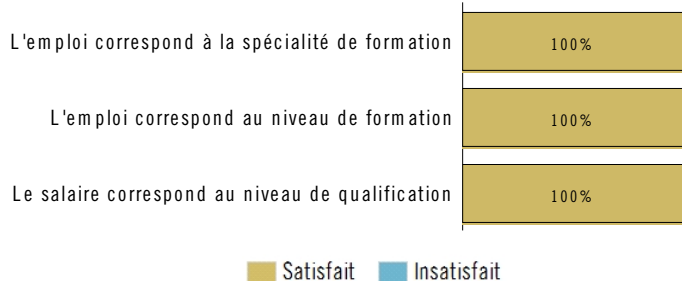 L'emploi correspond à la spécialité de formation 100%
L'emploi correspond au niveau de formation 100%
Le salaire correspond au niveau de qualification 100%
Satisfait Insatisfait